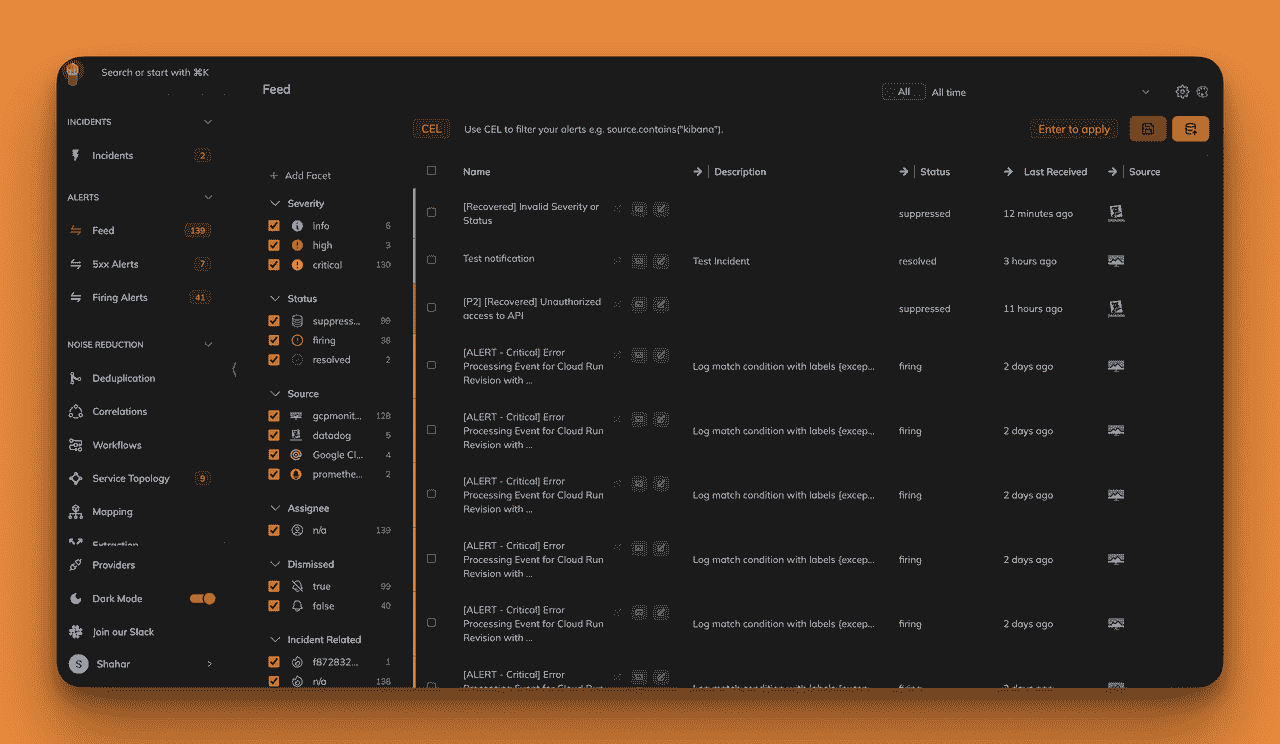 Search or start with ⌘K
INCIDENTS
Incidents 2
ALERTS
Feed 139
5xx Alerts 7
Firing Alerts 41
NOISE REDUCTION
Deduplication
Correlations
Workflows
Service Topology 9
Mapping
Extraction
Providers
Dark Mode
Join our Slack
S Shahar
Feed
All All time
CEL Use CEL to filter your alerts e.g. source.contains("kibana"). Enter to apply
+ Add Facet
Severity
info 6
high 3
critical 130
Status
suppress... 99
firing 38
resolved 2
Source
gcpmonit... 128
datadog 5
Google Cl... 4
promethe... 2
Assignee
n/a 139
Dismissed
true 99
false 40
Incident Related
f872832... 1
n/a 138
Name Description Status Last Received Source
[Recovered] Invalid Severity or
Status
suppressed 12 minutes ago
Test notification Test Incident resolved 3 hours ago
[P2] [Recovered] Unauthorized
access to API
suppressed 11 hours ago
[ALERT - Critical] Error
Processing Event for Cloud Run
Revision with ...
Log match condition with labels {excep... firing 2 days ago
[ALERT - Critical] Error
Processing Event for Cloud Run
Revision with ...
Log match condition with labels {excep... firing 2 days ago
[ALERT - Critical] Error
Processing Event for Cloud Run
Revision with ...
Log match condition with labels {excep... firing 2 days ago
[ALERT - Critical] Error
Processing Event for Cloud Run
Revision with ...
Log match condition with labels {excep... firing 2 days ago
[ALERT - Critical] Error
Processing Event for Cloud Run
Revision with ...
Log match condition with labels {excep... firing 2 days ago
[ALERT - Critical] Error